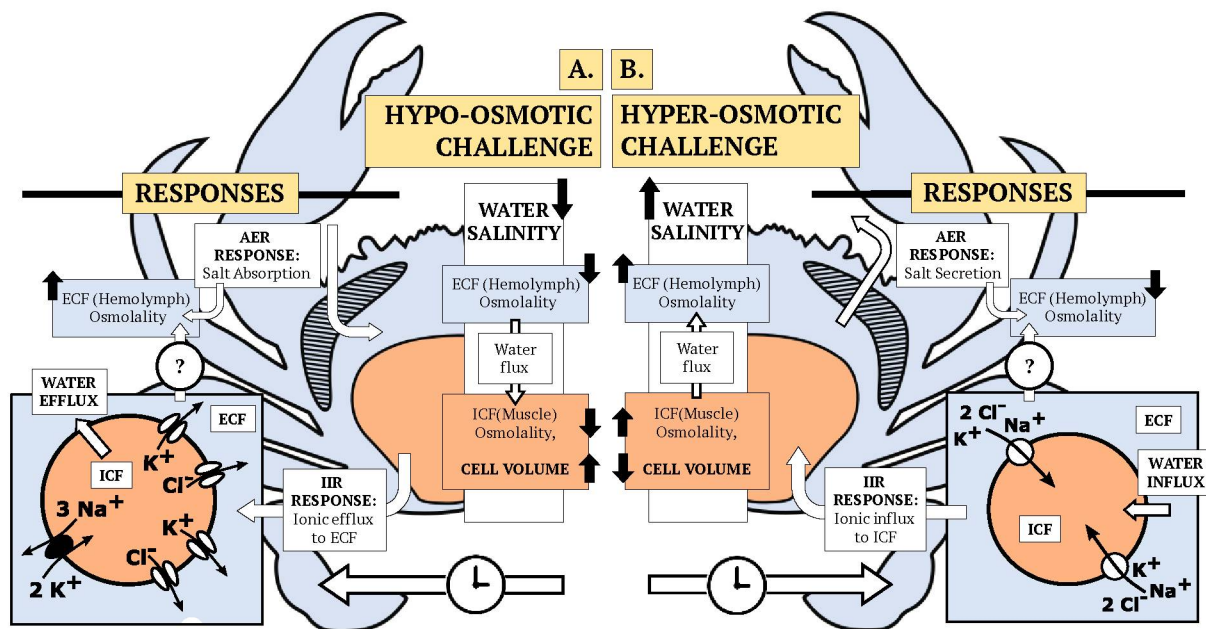 A.
HYPO-OSMOTIC
CHALLENGE
RESPONSES
WATER
SALINITY
AER
RESPONSE:
Salt Absorption
ECF (Hemolymph)
Osmolality
ECF (Hemolymph)
Osmolality
Water
flux
?
WATER
EFFLUX
ECF
ICF
K+
Cl-
3 Na+
K+
Cl-
2 K+
ICF(Muscle)
Osmolality,
CELL VOLUME
IIR
RESPONSE:
Ionic efflux
to ECF
B.
HYPER-OSMOTIC
CHALLENGE
RESPONSES
WATER
SALINITY
AER
RESPONSE:
Salt Secretion
ECF (Hemolymph)
Osmolality
ECF (Hemolymph)
Osmolality
Water
flux
?
ICF(Muscle)
Osmolality,
CELL VOLUME
IIR
RESPONSE:
Ionic influx
to ICF
2 Cl-
Na+
K+
ECF
WATER
INFLUX
ICF
K+
2 Cl-
Na+